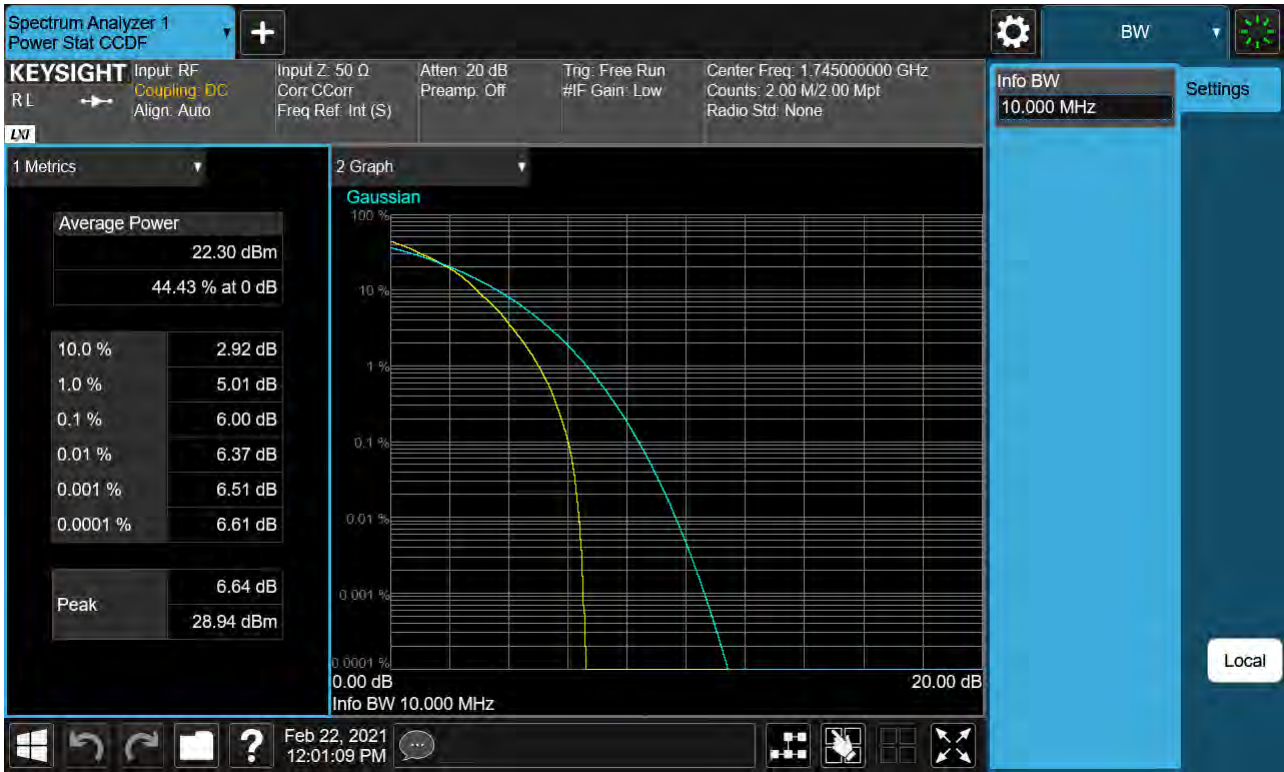 Spectrum Analyzer 1
Power Stat CCDF
BW
KEYSIGHT
R L
LXI
Input: RF
Coupling: DC
Align: Auto
Input Z: 50 Ω
Corr CCorr
Freq Ref: Int (S)
Atten: 20 dB
Preamp: Off
Trig: Free Run
#IF Gain: Low
Center Freq: 1.745000000 GHz
Counts: 2.00 M/2.00 Mpt
Radio Std: None
Info BW
10.000 MHz
Settings
1 Metrics
Average Power
22.30 dBm
44.43 % at 0 dB
10.0 % 2.92 dB
1.0 % 5.01 dB
0.1 % 6.00 dB
0.01 % 6.37 dB
0.001 % 6.51 dB
0.0001 % 6.61 dB
Peak
6.64 dB
28.94 dBm
2 Graph
Gaussian
100 %
10 %
1 %
0.1 %
0.01 %
0.001 %
0.0001 %
0.00 dB 20.00 dB
Info BW 10.000 MHz
Local
?
Feb 22, 2021
12:01:09 PM